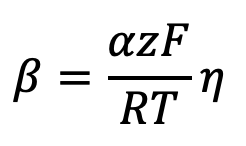 β = αzF/RT η